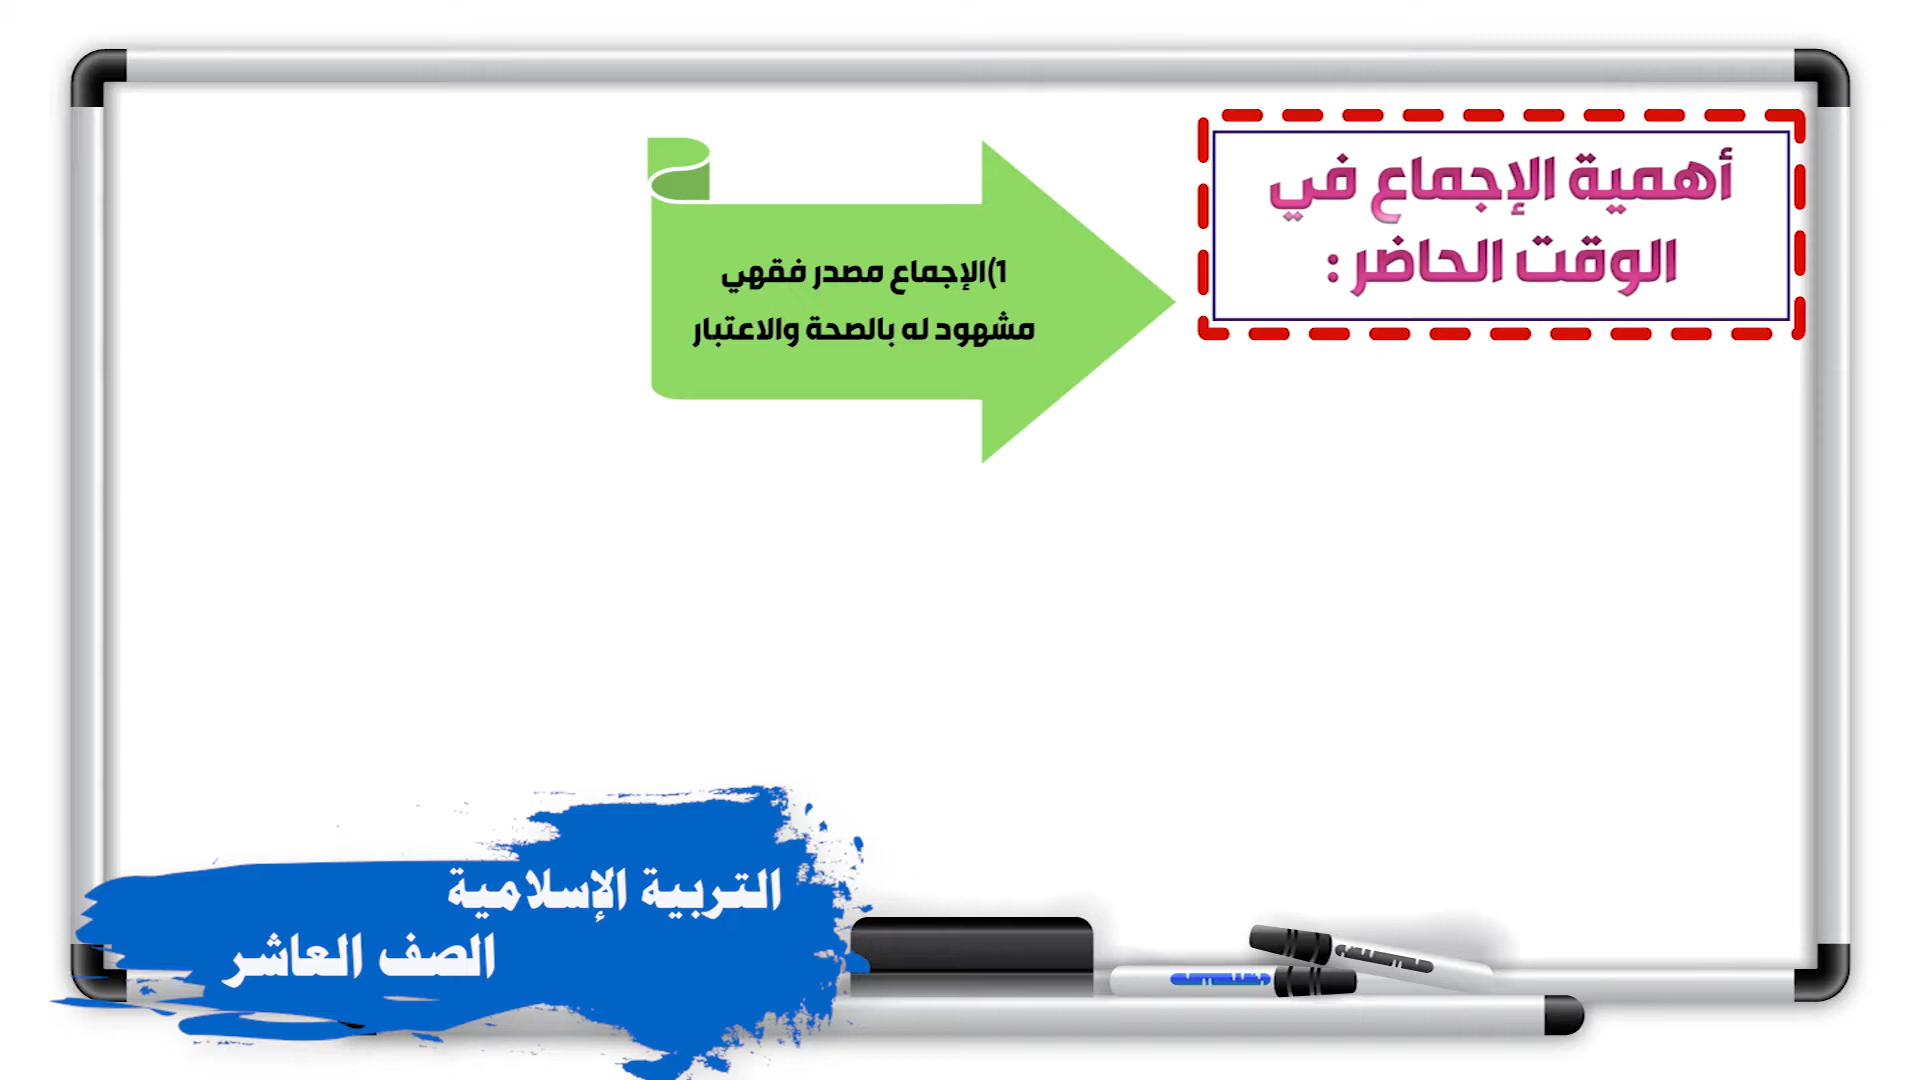 أهمية الإجماع في
الوقت الحاضر :
1)الإجماع مصدر فقهي
مشهود له بالصحة والاعتبار
التربية الإسلامية
الصف العاشر